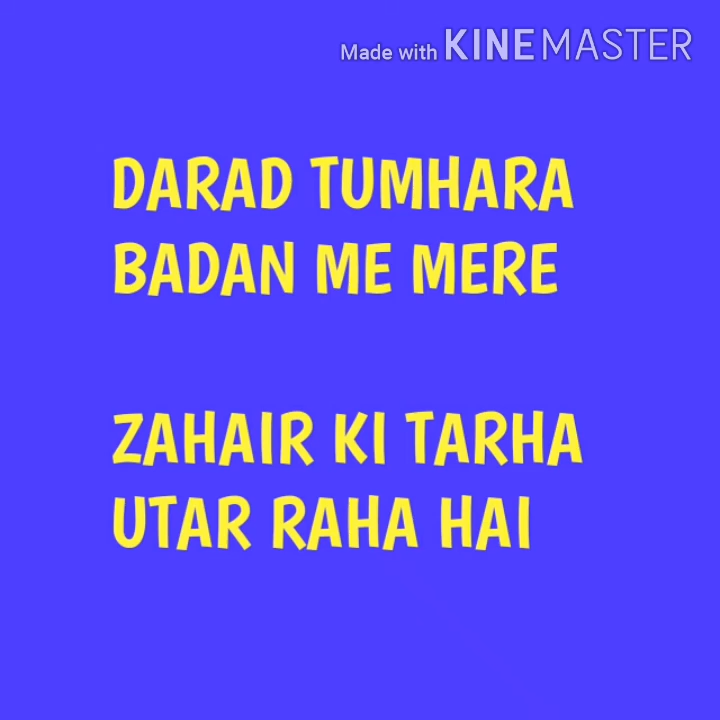 Made with KINEMASTER
DARAD TUMHARA
BADAN ME MERE
ZAHAIR KI TARHA
UTAR RAHA HAI